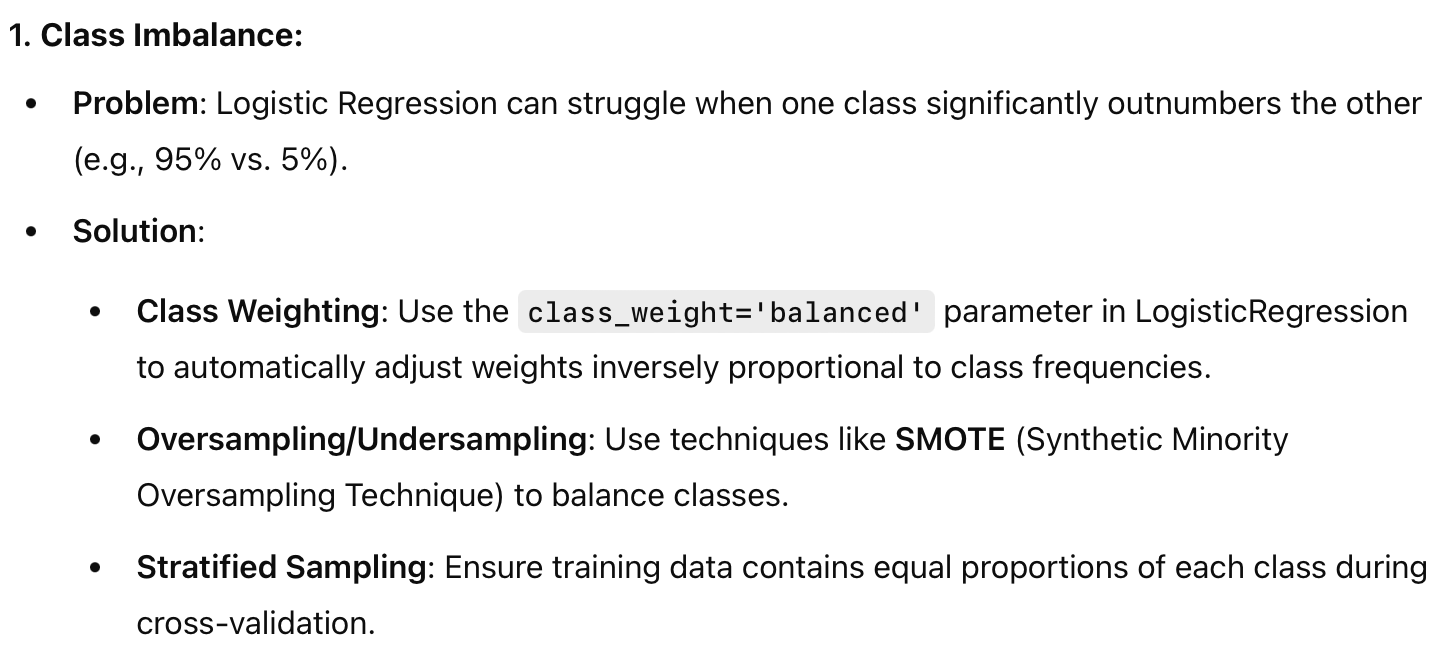 1. Class Imbalance:
• Problem: Logistic Regression can struggle when one class significantly outnumbers the other
(e.g., 95% vs. 5%).
• Solution:
• Class Weighting: Use the class_weight='balanced' parameter in LogisticRegression
to automatically adjust weights inversely proportional to class frequencies.
• Oversampling/Undersampling: Use techniques like SMOTE (Synthetic Minority
Oversampling Technique) to balance classes.
• Stratified Sampling: Ensure training data contains equal proportions of each class during
cross-validation.